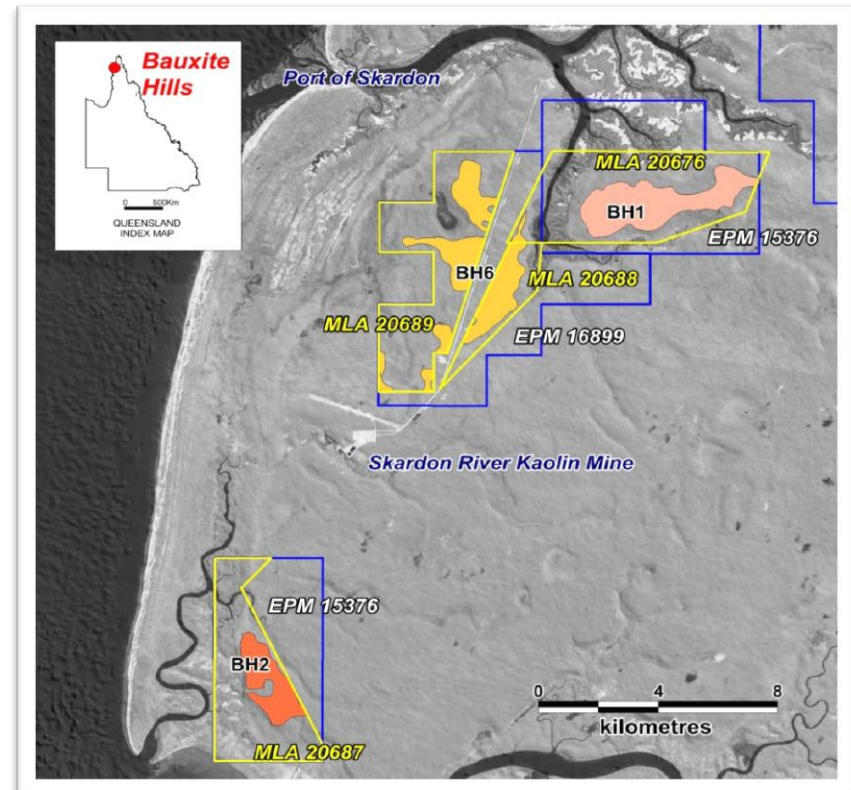 Bauxite
Hills
0 500Km
QUEENSLAND
INDEX MAP
Port of Skardon
MLA 20676
BH1
EPM 15376
BH6
MLA 20688
MLA 20689
EPM 16899
Skardon River Kaolin Mine
EPM 15376
BH2
MLA 20687
0 4 8
kilometres